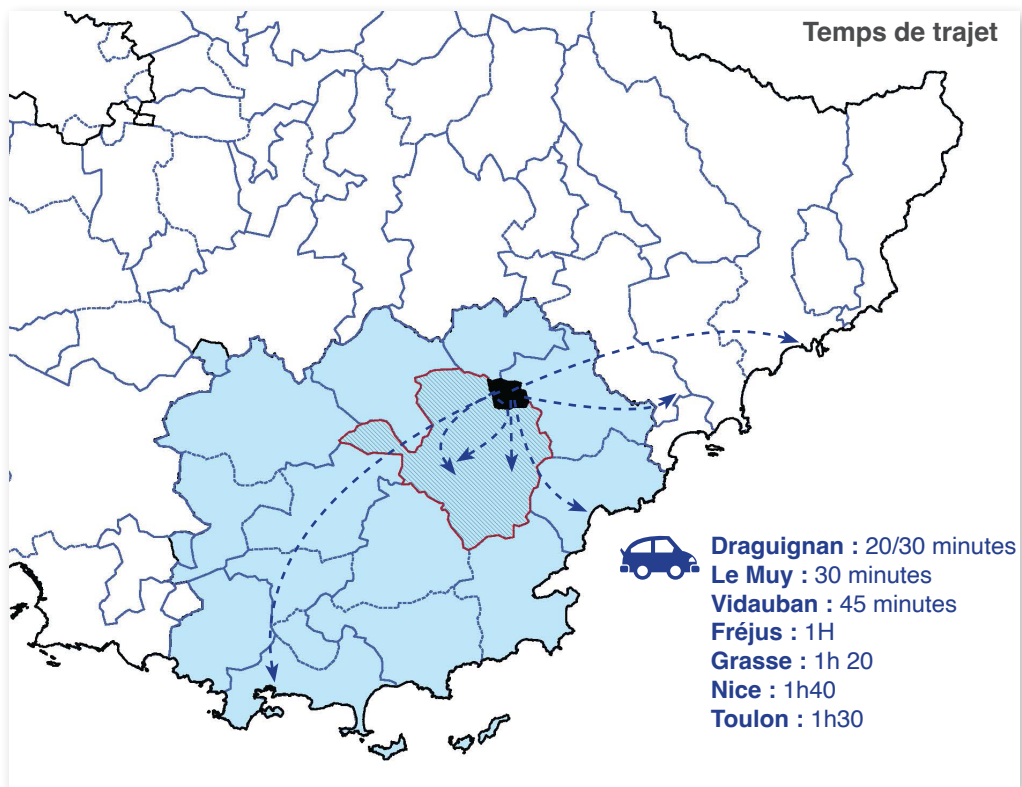 Temps de trajet
Draguignan : 20/30 minutes
Le Muy : 30 minutes
Vidauban : 45 minutes
Fréjus : 1H
Grasse : 1h 20
Nice : 1h40
Toulon : 1h30